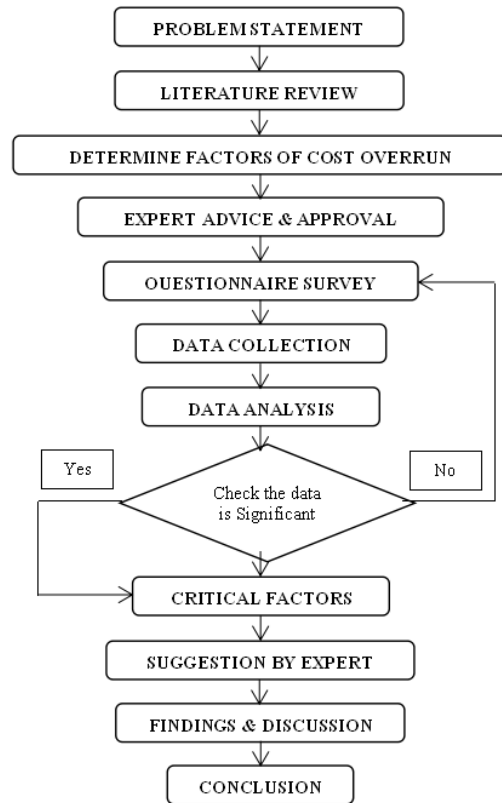 PROBLEM STATEMENT
LITERATURE REVIEW
DETERMINE FACTORS OF COST OVERRUN
EXPERT ADVICE & APPROVAL
OUESTIONNAIRE SURVEY
DATA COLLECTION
DATA ANALYSIS
Yes
No
Check the data
is Significant
CRITICAL FACTORS
SUGGESTION BY EXPERT
FINDINGS & DISCUSSION
CONCLUSION